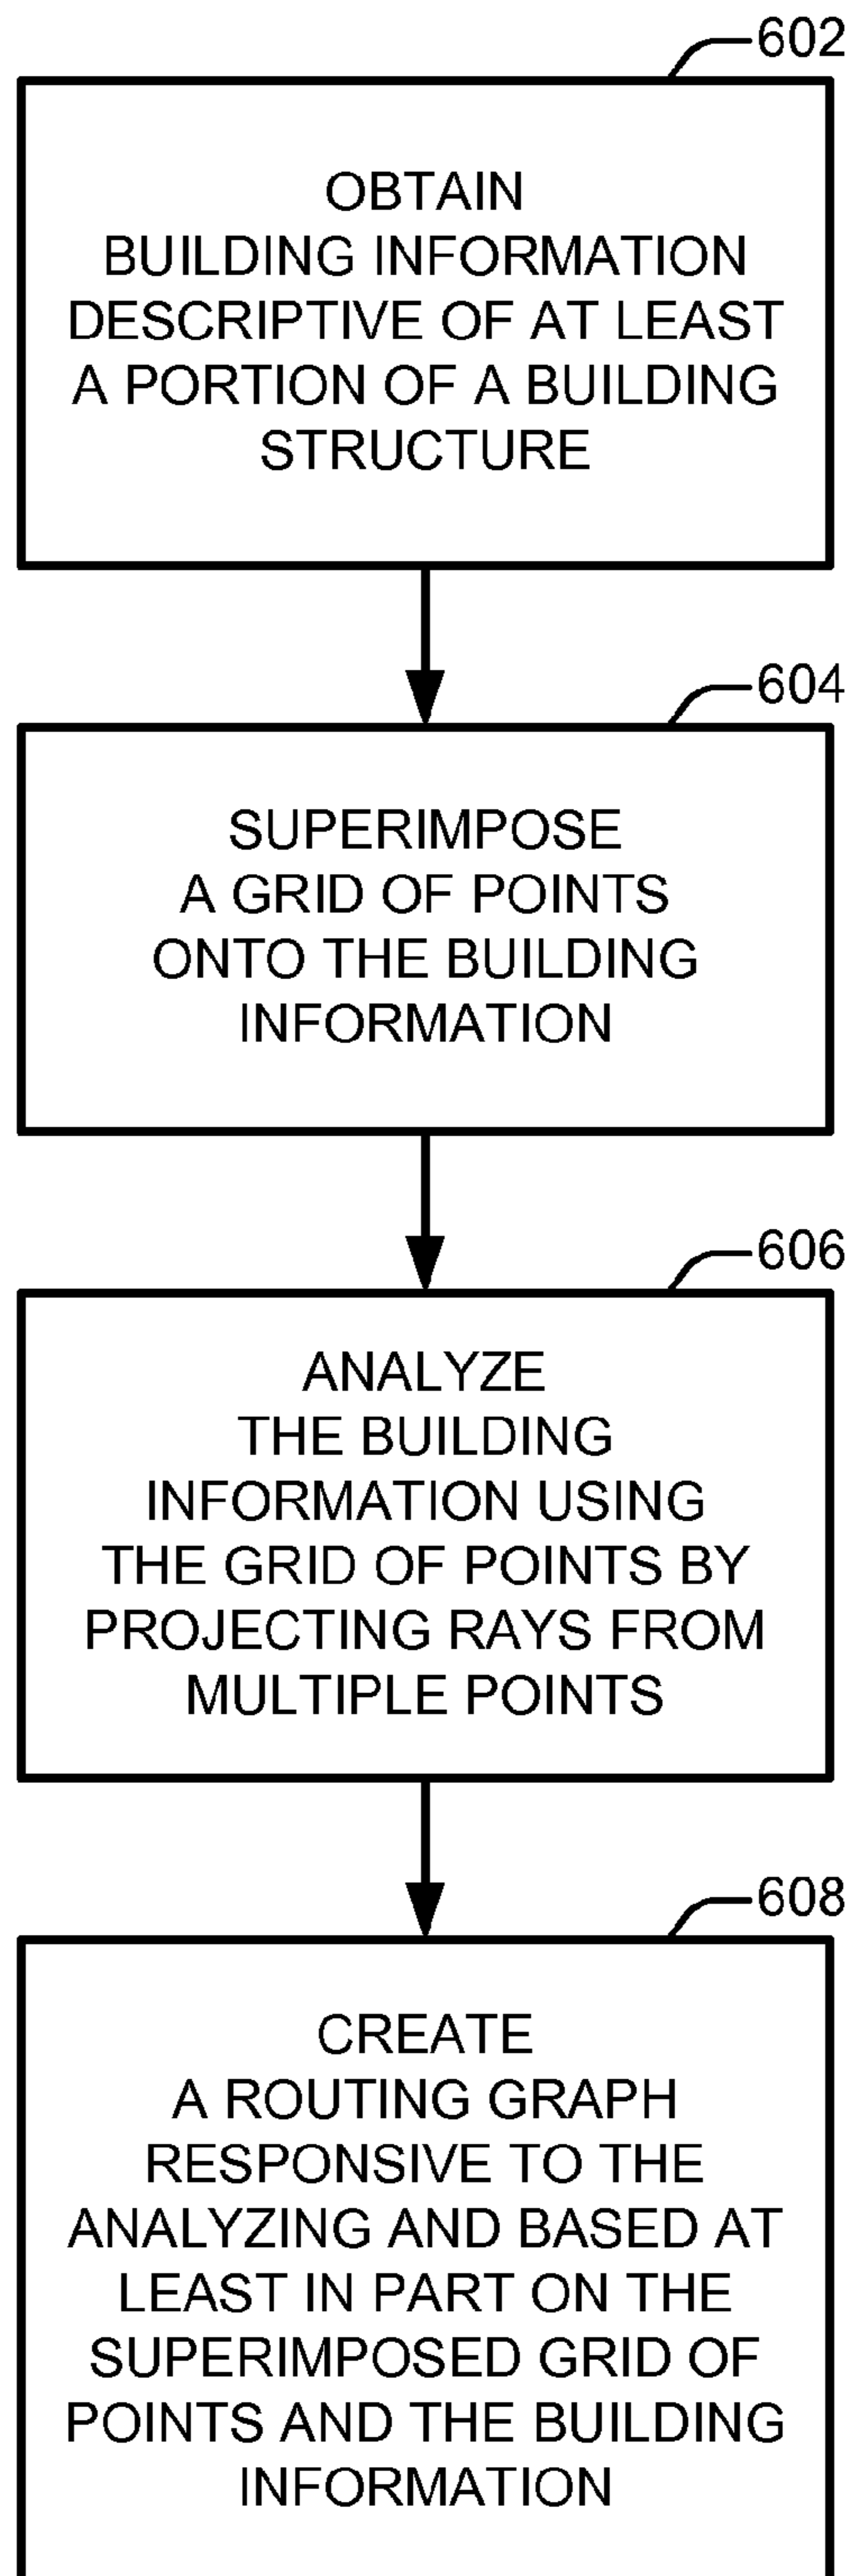 602
OBTAIN
BUILDING INFORMATION
DESCRIPTIVE OF AT LEAST
A PORTION OF A BUILDING
STRUCTURE
604
SUPERIMPOSE
A GRID OF POINTS
ONTO THE BUILDING
INFORMATION
606
ANALYZE
THE BUILDING
INFORMATION USING
THE GRID OF POINTS BY
PROJECTING RAYS FROM
MULTIPLE POINTS
608
CREATE
A ROUTING GRAPH
RESPONSIVE TO THE
ANALYZING AND BASED AT
LEAST IN PART ON THE
SUPERIMPOSED GRID OF
POINTS AND THE BUILDING
INFORMATION